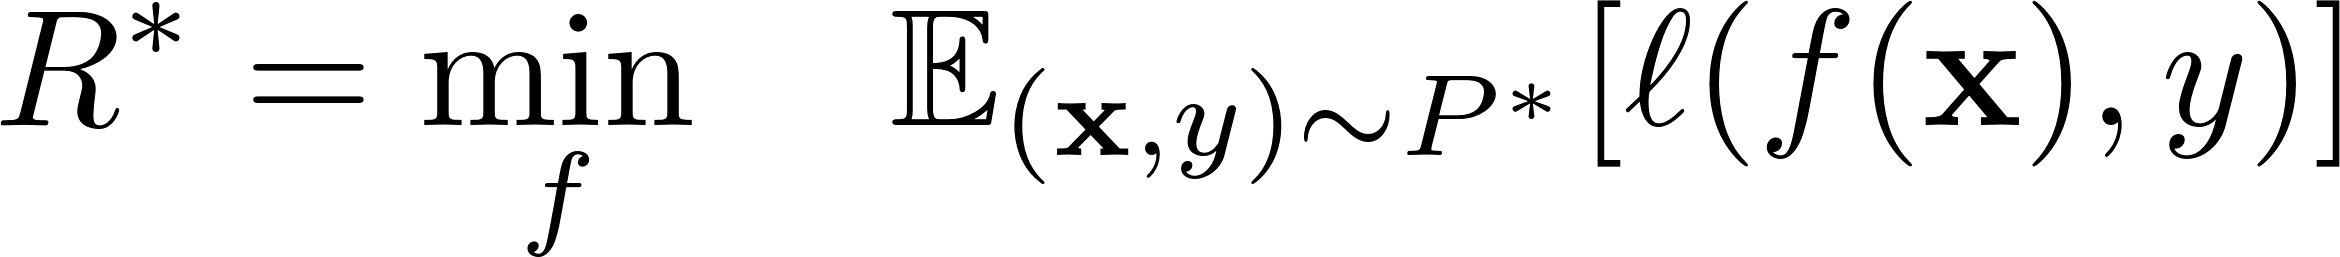 R* = min_f 𝔼_{(𝐱,y)∼P*} [ℓ(f(𝐱), y)]